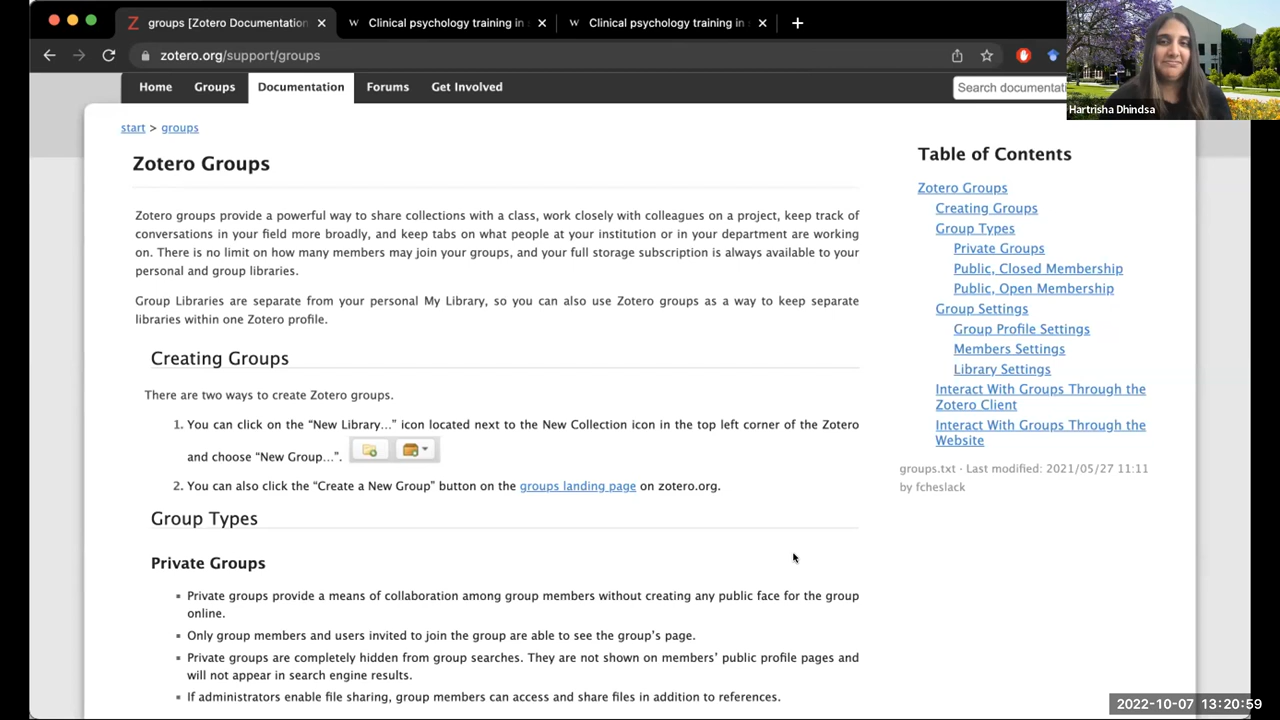 groups [Zotero Documentation
Clinical psychology training in
Clinical psychology training in
zotero.org/support/groups
Home Groups Documentation Forums Get Involved
Search documentat
Hartrisha Dhindsa
start > groups
Zotero Groups
Zotero groups provide a powerful way to share collections with a class, work closely with colleagues on a project, keep track of
conversations in your field more broadly, and keep tabs on what people at your institution or in your department are working
on. There is no limit on how many members may join your groups, and your full storage subscription is always available to your
personal and group libraries.
Group Libraries are separate from your personal My Library, so you can also use Zotero groups as a way to keep separate
libraries within one Zotero profile.
Creating Groups
There are two ways to create Zotero groups.
1. You can click on the “New Library…” icon located next to the New Collection icon in the top left corner of the Zotero
and choose “New Group…”.
2. You can also click the “Create a New Group” button on the groups landing page on zotero.org.
Group Types
Private Groups
▪ Private groups provide a means of collaboration among group members without creating any public face for the group
online.
▪ Only group members and users invited to join the group are able to see the group’s page.
▪ Private groups are completely hidden from group searches. They are not shown on members’ public profile pages and
will not appear in search engine results.
▪ If administrators enable file sharing, group members can access and share files in addition to references.
Table of Contents
Zotero Groups
Creating Groups
Group Types
Private Groups
Public, Closed Membership
Public, Open Membership
Group Settings
Group Profile Settings
Members Settings
Library Settings
Interact With Groups Through the
Zotero Client
Interact With Groups Through the
Website
groups.txt · Last modified: 2021/05/27 11:11
by fcheslack
2022-10-07 13:20:59